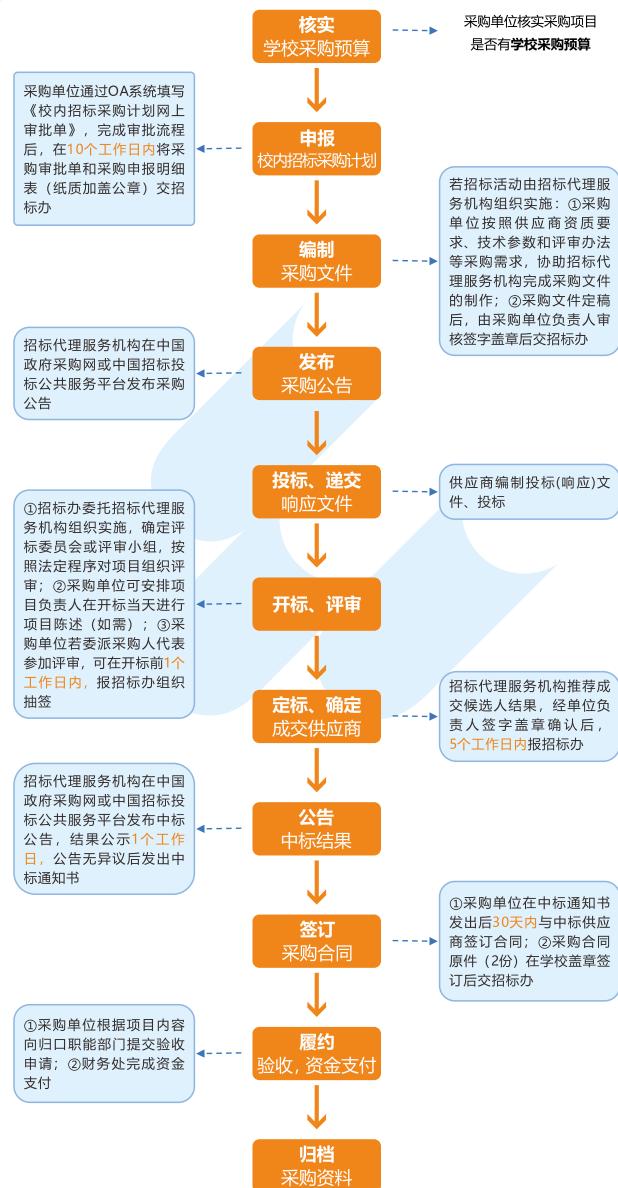 核实
学校采购预算
采购单位核实采购项目
是否有学校采购预算
采购单位通过OA系统填写
《校内招标采购计划网上
审批单》，完成审批流程
后，在10个工作日内将采
购审批单和采购申报明细
表（纸质加盖公章）交招
标办
申报
校内招标采购计划
编制
采购文件
若招标活动由招标代理服
务机构组织实施：①采购
单位按照供应商资质要
求、技术参数和评审办法
等采购需求，协助招标代
理服务机构完成采购文件
的制作；②采购文件定稿
后，由采购单位负责人审
核签字盖章后交招标办
招标代理服务机构在中国
政府采购网或中国招标投
标公共服务平台发布采购
公告
发布
采购公告
投标、递交
响应文件
供应商编制投标(响应)文
件、投标
①招标办委托招标代理服
务机构组织实施，确定评
标委员会或评审小组，按
照法定程序对项目组织评
审；②采购单位可安排项
目负责人在开标当天进行
项目陈述（如需）；③采
购单位若委派采购人代表
参加评审，可在开标前1个
工作日内，报招标办组织
抽签
开标、评审
定标、确定
成交供应商
招标代理服务机构推荐成
交候选人结果，经单位负
责人签字盖章确认后，
5个工作日内报招标办
招标代理服务机构在中国
政府采购网或中国招标投
标公共服务平台发布中标
公告，结果公示1个工作
日，公告无异议后发出中
标通知书
公告
中标结果
签订
采购合同
①采购单位在中标通知书
发出后30天内与中标供应
商签订合同；②采购合同
原件（2份）在学校盖章签
订后交招标办
①采购单位根据项目内容
向归口职能部门提交验收
申请；②财务处完成资金
支付
履约
验收，资金支付
归档
采购资料